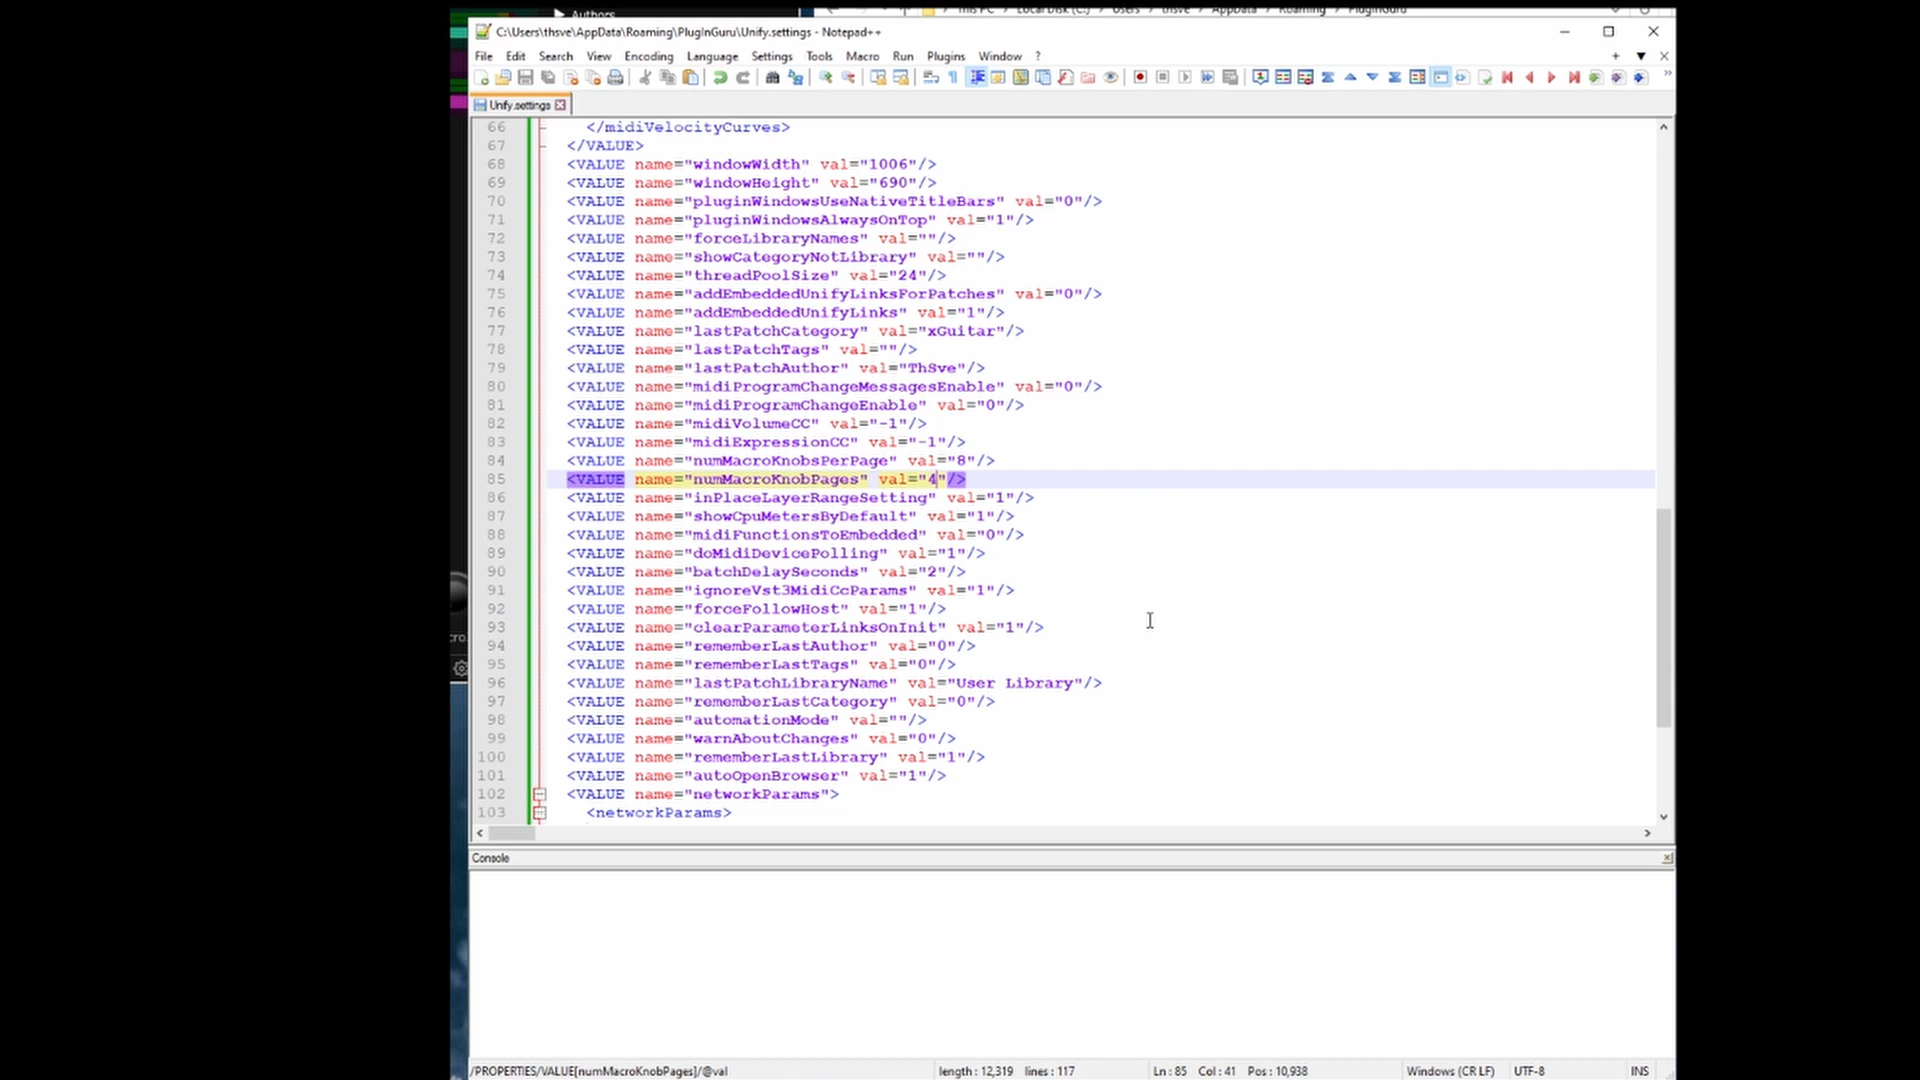 Authors
This PC > Local Disk (C:) > Users > thsve > AppData > Roaming > PlugInGuru
C:\Users\thsve\AppData\Roaming\PlugInGuru\Unify.settings - Notepad++
File Edit Search View Encoding Language Settings Tools Macro Run Plugins Window ?
Unify.settings
66 </midiVelocityCurves>
67 </VALUE>
68 <VALUE name="windowWidth" val="1006"/>
69 <VALUE name="windowHeight" val="690"/>
70 <VALUE name="pluginWindowsUseNativeTitleBars" val="0"/>
71 <VALUE name="pluginWindowsAlwaysOnTop" val="1"/>
72 <VALUE name="forceLibraryNames" val=""/>
73 <VALUE name="showCategoryNotLibrary" val=""/>
74 <VALUE name="threadPoolSize" val="24"/>
75 <VALUE name="addEmbeddedUnifyLinksForPatches" val="0"/>
76 <VALUE name="addEmbeddedUnifyLinks" val="1"/>
77 <VALUE name="lastPatchCategory" val="xGuitar"/>
78 <VALUE name="lastPatchTags" val=""/>
79 <VALUE name="lastPatchAuthor" val="ThSve"/>
80 <VALUE name="midiProgramChangeMessagesEnable" val="0"/>
81 <VALUE name="midiProgramChangeEnable" val="0"/>
82 <VALUE name="midiVolumeCC" val="-1"/>
83 <VALUE name="midiExpressionCC" val="-1"/>
84 <VALUE name="numMacroKnobsPerPage" val="8"/>
85 <VALUE name="numMacroKnobPages" val="4"/>
86 <VALUE name="inPlaceLayerRangeSetting" val="1"/>
87 <VALUE name="showCpuMetersByDefault" val="1"/>
88 <VALUE name="midiFunctionsToEmbedded" val="0"/>
89 <VALUE name="doMidiDevicePolling" val="1"/>
90 <VALUE name="batchDelaySeconds" val="2"/>
91 <VALUE name="ignoreVst3MidiCcParams" val="1"/>
92 <VALUE name="forceFollowHost" val="1"/>
93 <VALUE name="clearParameterLinksOnInit" val="1"/>
94 <VALUE name="rememberLastAuthor" val="0"/>
95 <VALUE name="rememberLastTags" val="0"/>
96 <VALUE name="lastPatchLibraryName" val="User Library"/>
97 <VALUE name="rememberLastCategory" val="0"/>
98 <VALUE name="automationMode" val=""/>
99 <VALUE name="warnAboutChanges" val="0"/>
100 <VALUE name="rememberLastLibrary" val="1"/>
101 <VALUE name="autoOpenBrowser" val="1"/>
102 <VALUE name="networkParams">
103 <networkParams>
Console
/PROPERTIES/VALUE[numMacroKnobPages]/@val length : 12,319 lines : 117 Ln : 85 Col : 41 Pos : 10,938 Windows (CR LF) UTF-8 INS